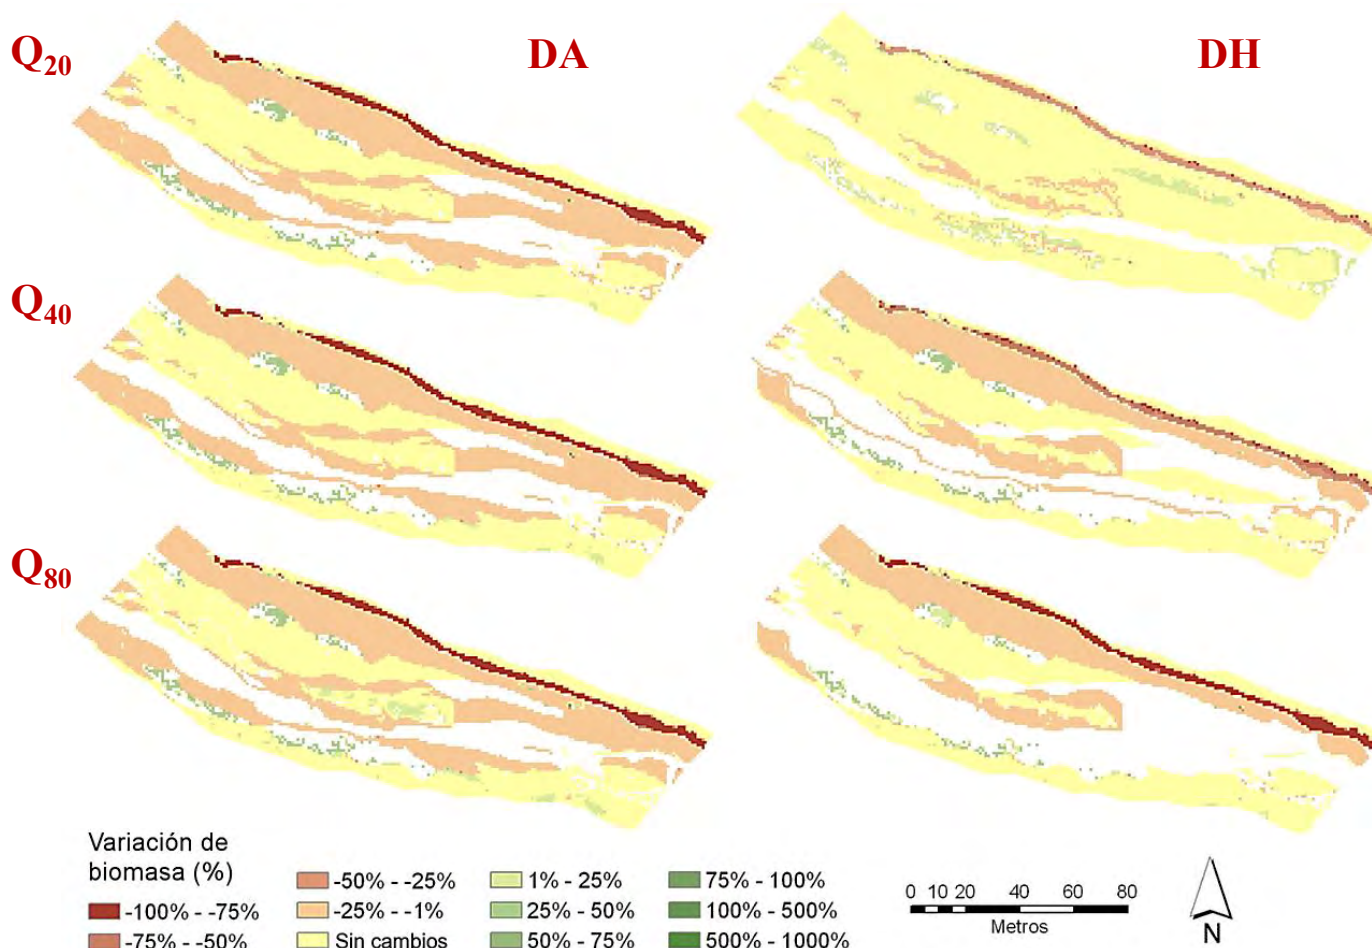 Q20 DA DH
Q40
Q80
Variación de
biomasa (%)
-100% - -75%
-75% - -50%
-50% - -25%
-25% - -1%
Sin cambios
1% - 25%
25% - 50%
50% - 75%
75% - 100%
100% - 500%
500% - 1000%
0 10 20 40 60 80
Metros
N